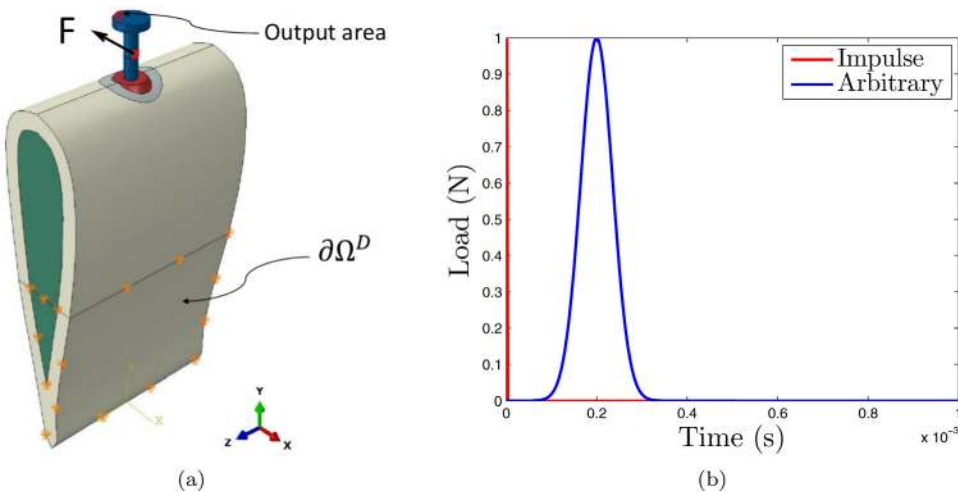 F
Output area
∂Ω^D
Y
X
Z
X
(a)
Impulse
Arbitrary
Load (N)
1
0.9
0.8
0.7
0.6
0.5
0.4
0.3
0.2
0.1
0
0
0.2
0.4
0.6
0.8
1
x 10⁻³
Time (s)
(b)